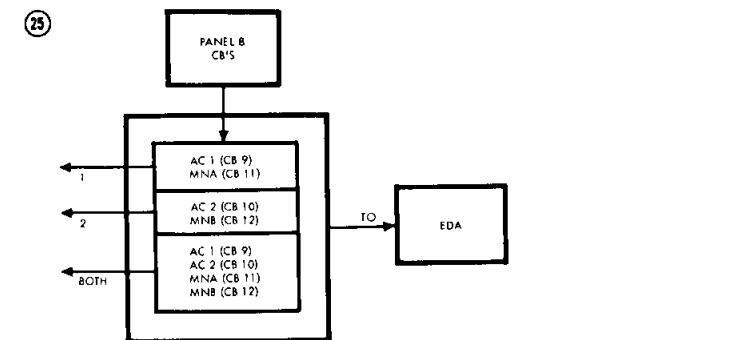 25
PANEL 8
CB'S
AC 1 (CB 9)
MNA (CB 11)
1
AC 2 (CB 10)
MNB (CB 12)
2
TO
EDA
AC 1 (CB 9)
AC 2 (CB 10)
MNA (CB 11)
MNB (CB 12)
BOTH